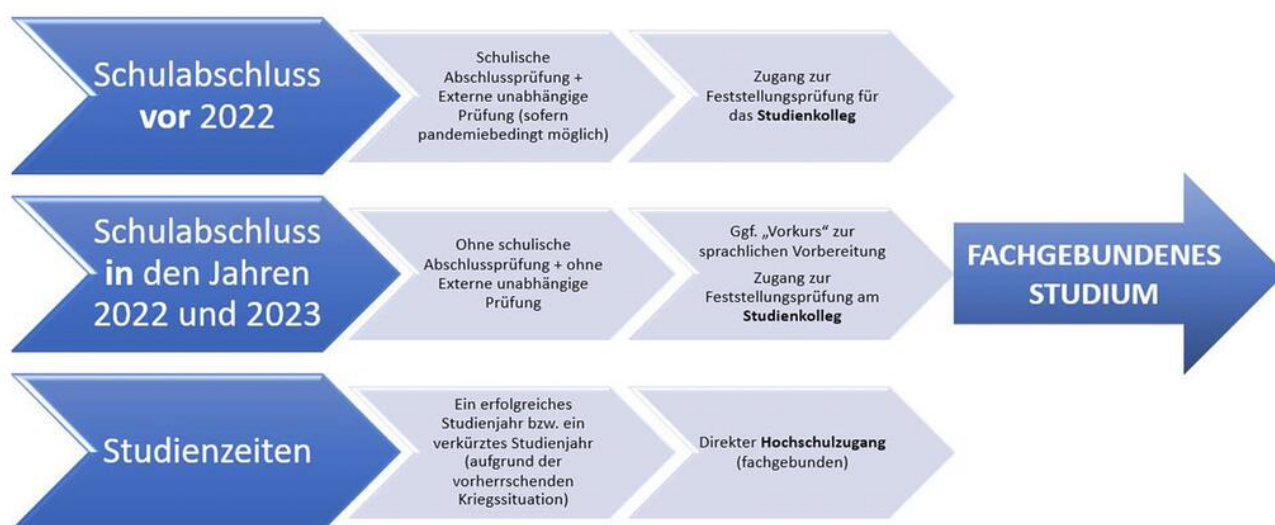 Schulabschluss
vor 2022
Schulische
Abschlussprüfung +
Externe unabhängige
Prüfung (sofern
pandemiebedingt möglich)
Zugang zur
Feststellungsprüfung für
das Studienkolleg
Schulabschluss
in den Jahren
2022 und 2023
Ohne schulische
Abschlussprüfung + ohne
Externe unabhängige
Prüfung
Ggf. „Vorkurs“ zur
sprachlichen Vorbereitung
Zugang zur
Feststellungsprüfung am
Studienkolleg
Studienzeiten
Ein erfolgreiches
Studienjahr bzw. ein
verkürztes Studienjahr
(aufgrund der
vorherrschenden
Kriegssituation)
Direkter Hochschulzugang
(fachgebunden)
FACHGEBUNDENES
STUDIUM